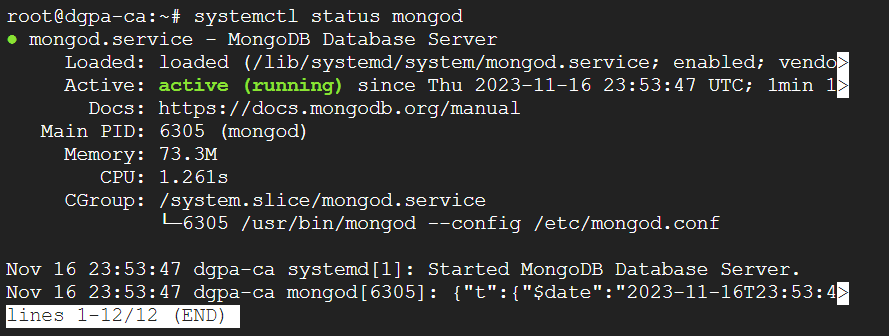 root@dgpa-ca:~# systemctl status mongod
● mongod.service - MongoDB Database Server
Loaded: loaded (/lib/systemd/system/mongod.service; enabled; vendo>
Active: active (running) since Thu 2023-11-16 23:53:47 UTC; 1min 1>
Docs: https://docs.mongodb.org/manual
Main PID: 6305 (mongod)
Memory: 73.3M
CPU: 1.261s
CGroup: /system.slice/mongod.service
└─6305 /usr/bin/mongod --config /etc/mongod.conf
Nov 16 23:53:47 dgpa-ca systemd[1]: Started MongoDB Database Server.
Nov 16 23:53:47 dgpa-ca mongod[6305]: {"t":{"$date":"2023-11-16T23:53:4>
lines 1-12/12 (END)